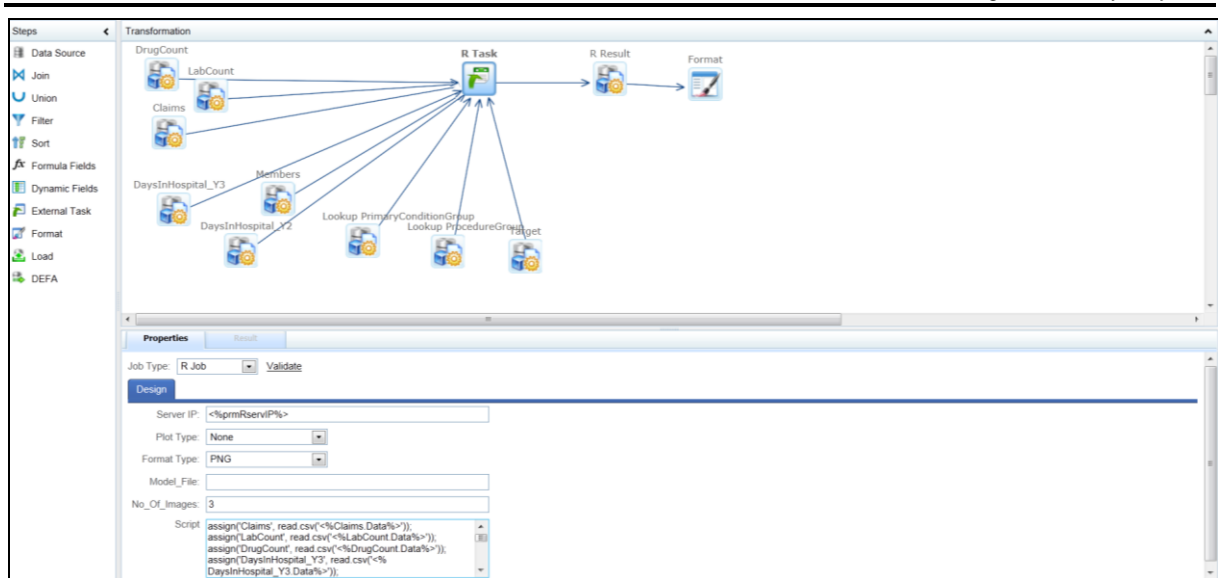 Steps
Transformation
Data Source
Join
Union
Filter
Sort
fx Formula Fields
Dynamic Fields
External Task
Format
Load
DEFA
DrugCount
LabCount
Claims
R Task
R Result
Format
DaysInHospital_Y3
Members
DaysInHospital_Y2
Lookup PrimaryConditionGroup
Lookup ProcedureGroup
Target
Properties
Result
Job Type: R Job Validate
Design
Server IP: <%prmRservIP%>
Plot Type: None
Format Type: PNG
Model_File:
No_Of_Images: 3
Script assign('Claims', read.csv('<%Claims.Data%>'));
assign('LabCount', read.csv('<%LabCount.Data%>'));
assign('DrugCount', read.csv('<%DrugCount.Data%>'));
assign('DaysInHospital_Y3', read.csv('<%
DaysInHospital_Y3.Data%>'));